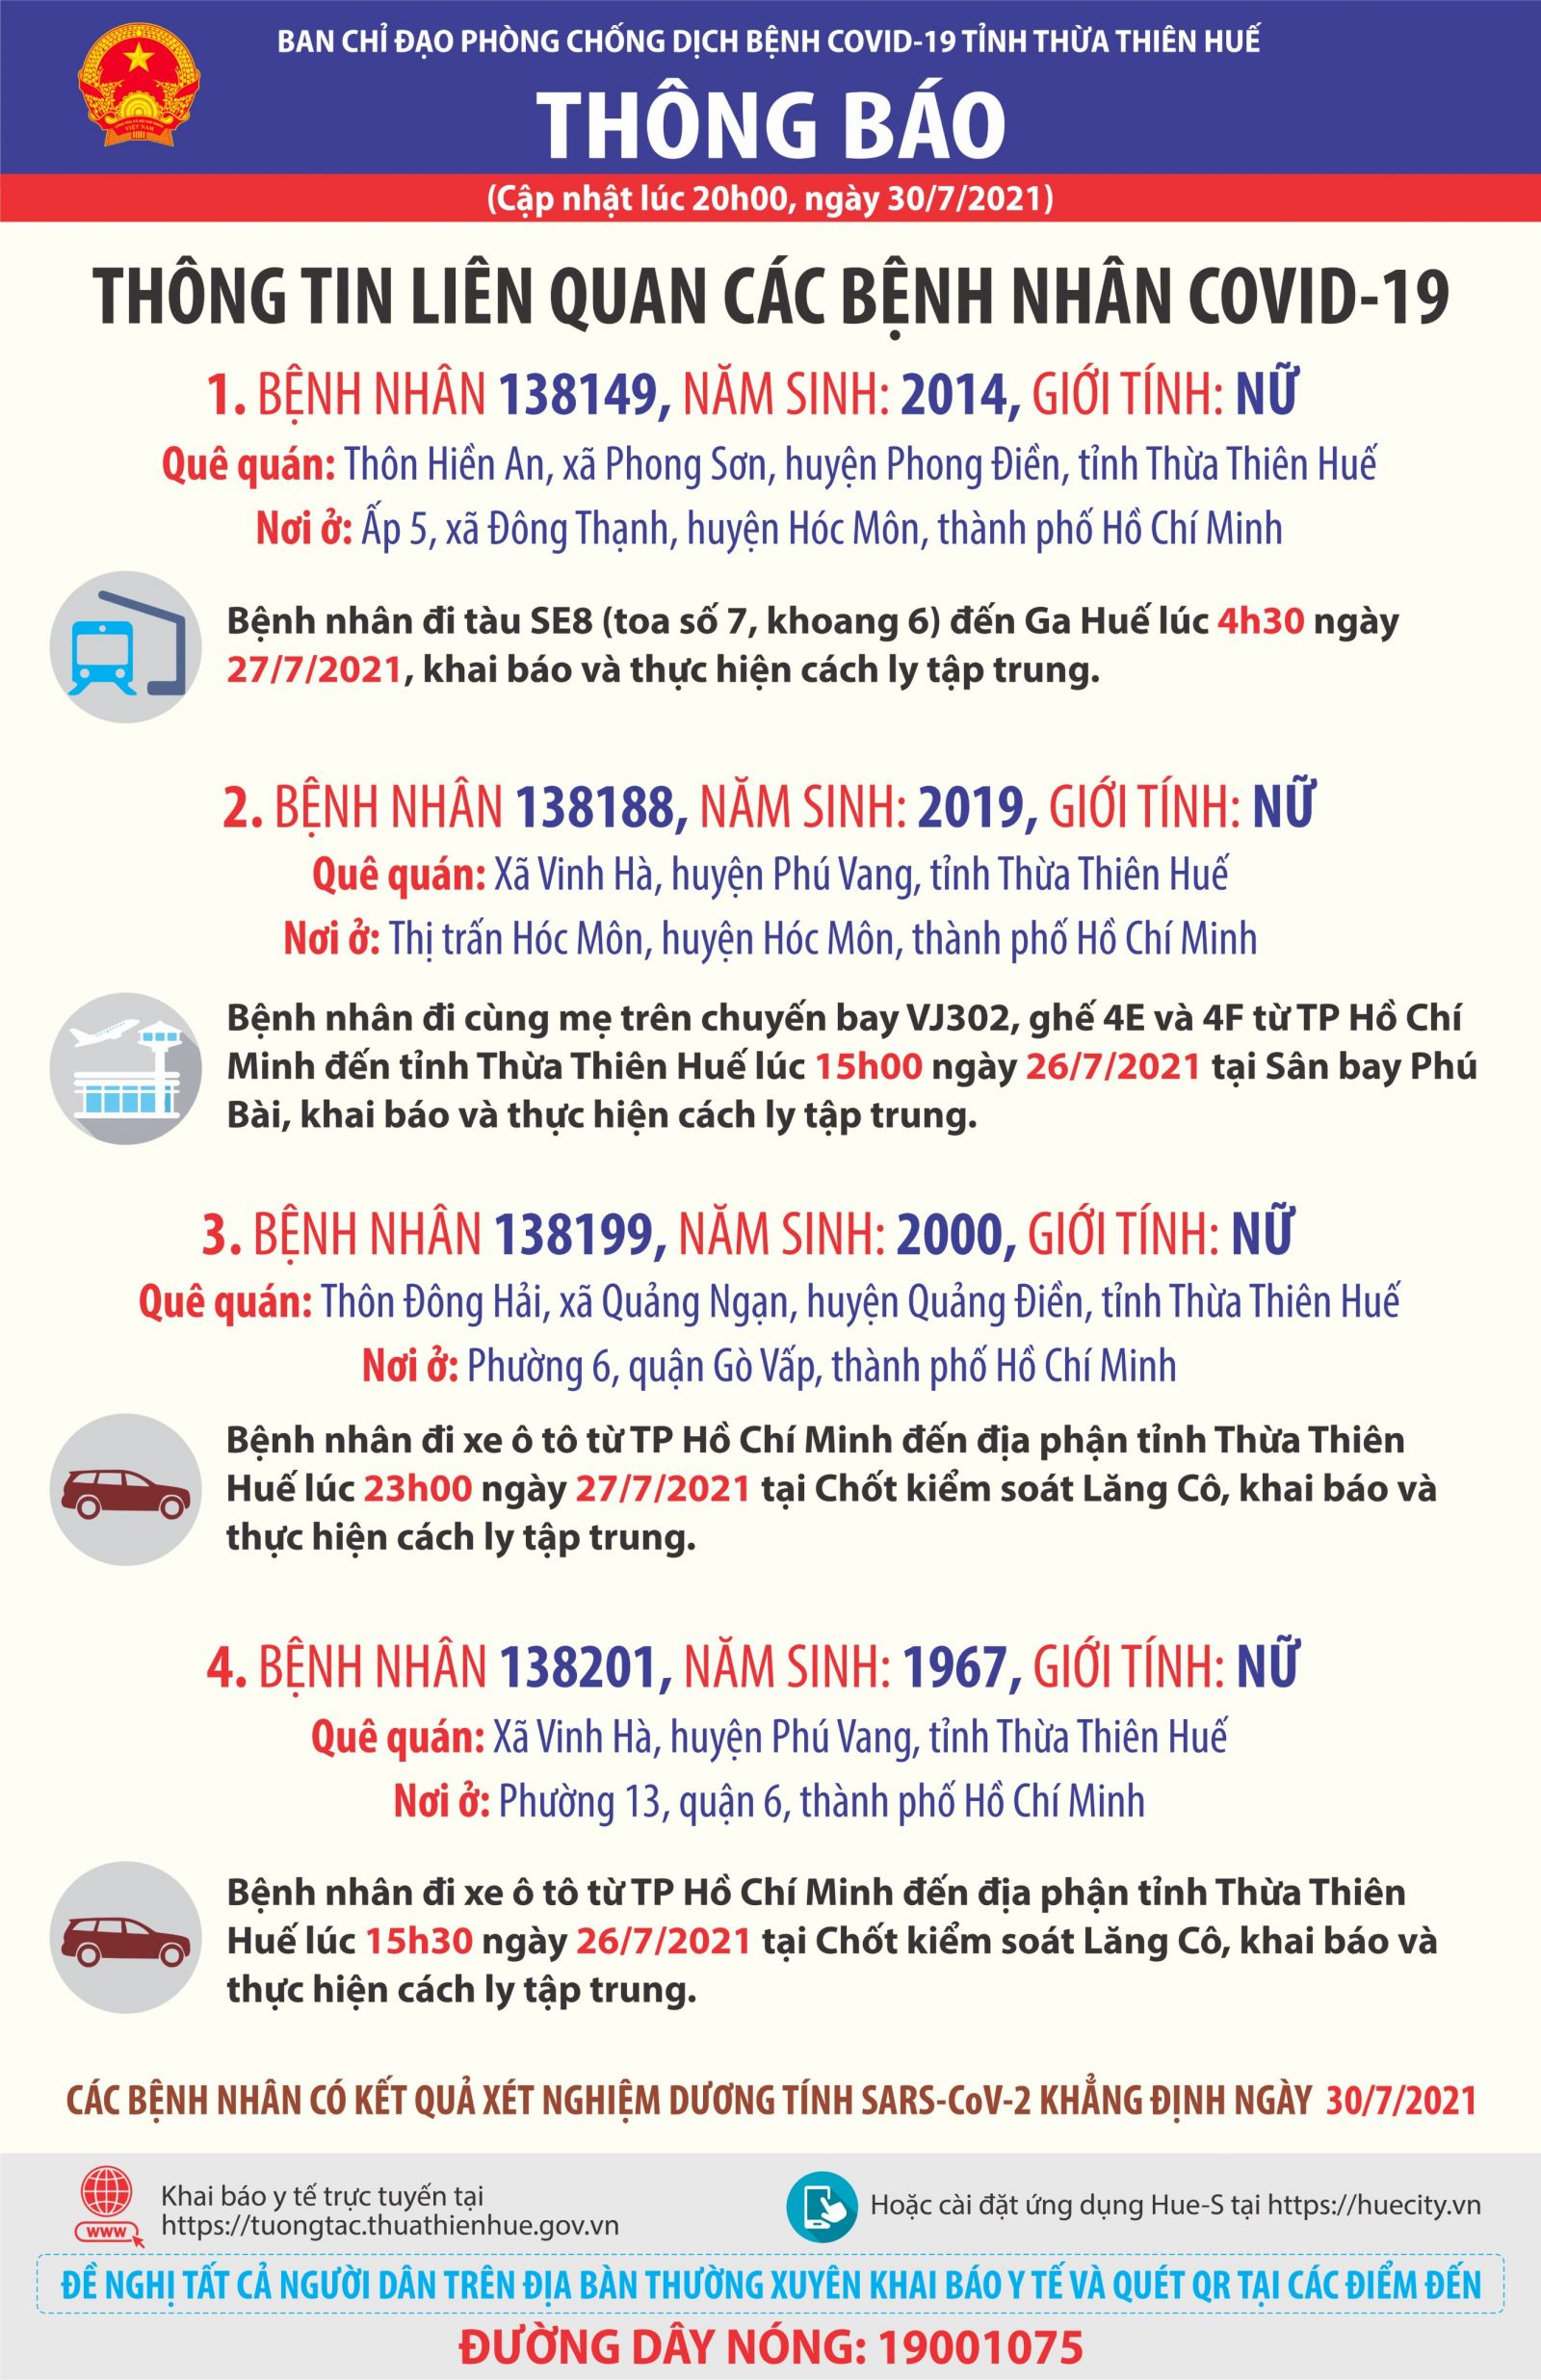 BAN CHỈ ĐẠO PHÒNG CHỐNG DỊCH BỆNH COVID-19 TỈNH THỪA THIÊN HUẾ
THÔNG BÁO
(Cập nhật lúc 20h00, ngày 30/7/2021)
THÔNG TIN LIÊN QUAN CÁC BỆNH NHÂN COVID-19
1. BỆNH NHÂN 138149, NĂM SINH: 2014, GIỚI TÍNH: NỮ
Quê quán: Thôn Hiền An, xã Phong Sơn, huyện Phong Điền, tỉnh Thừa Thiên Huế
Nơi ở: Ấp 5, xã Đông Thạnh, huyện Hóc Môn, thành phố Hồ Chí Minh
Bệnh nhân đi tàu SE8 (toa số 7, khoang 6) đến Ga Huế lúc 4h30 ngày
27/7/2021, khai báo và thực hiện cách ly tập trung.
2. BỆNH NHÂN 138188, NĂM SINH: 2019, GIỚI TÍNH: NỮ
Quê quán: Xã Vinh Hà, huyện Phú Vang, tỉnh Thừa Thiên Huế
Nơi ở: Thị trấn Hóc Môn, huyện Hóc Môn, thành phố Hồ Chí Minh
Bệnh nhân đi cùng mẹ trên chuyến bay VJ302, ghế 4E và 4F từ TP Hồ Chí
Minh đến tỉnh Thừa Thiên Huế lúc 15h00 ngày 26/7/2021 tại Sân bay Phú
Bài, khai báo và thực hiện cách ly tập trung.
3. BỆNH NHÂN 138199, NĂM SINH: 2000, GIỚI TÍNH: NỮ
Quê quán: Thôn Đông Hải, xã Quảng Ngạn, huyện Quảng Điền, tỉnh Thừa Thiên Huế
Nơi ở: Phường 6, quận Gò Vấp, thành phố Hồ Chí Minh
Bệnh nhân đi xe ô tô từ TP Hồ Chí Minh đến địa phận tỉnh Thừa Thiên
Huế lúc 23h00 ngày 27/7/2021 tại Chốt kiểm soát Lăng Cô, khai báo và
thực hiện cách ly tập trung.
4. BỆNH NHÂN 138201, NĂM SINH: 1967, GIỚI TÍNH: NỮ
Quê quán: Xã Vinh Hà, huyện Phú Vang, tỉnh Thừa Thiên Huế
Nơi ở: Phường 13, quận 6, thành phố Hồ Chí Minh
Bệnh nhân đi xe ô tô từ TP Hồ Chí Minh đến địa phận tỉnh Thừa Thiên
Huế lúc 15h30 ngày 26/7/2021 tại Chốt kiểm soát Lăng Cô, khai báo và
thực hiện cách ly tập trung.
CÁC BỆNH NHÂN CÓ KẾT QUẢ XÉT NGHIỆM DƯƠNG TÍNH SARS-CoV-2 KHẲNG ĐỊNH NGÀY 30/7/2021
WWW
Khai báo y tế trực tuyến tại
https://tuongtac.thuathienhue.gov.vn
Hoặc cài đặt ứng dụng Hue-S tại https://huecity.vn
ĐỀ NGHỊ TẤT CẢ NGƯỜI DÂN TRÊN ĐỊA BÀN THƯỜNG XUYÊN KHAI BÁO Y TẾ VÀ QUÉT QR TẠI CÁC ĐIỂM ĐẾN
ĐƯỜNG DÂY NÓNG: 19001075